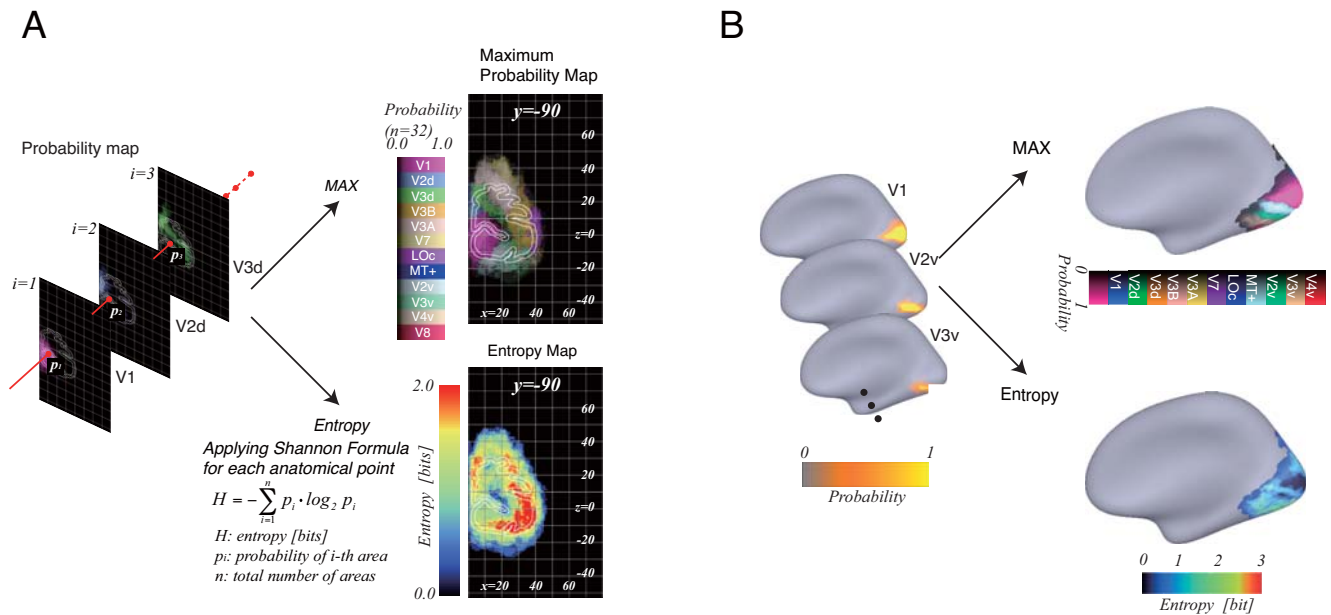 A
Probability map
i=3
i=2
i=1
p3
p2
p1
V3d
V2d
V1
MAX
Entropy
Applying Shannon Formula
for each anatomical point
H = −∑ pi · log2 pi
n
i=1
H: entropy [bits]
pi: probability of i-th area
n: total number of areas
Maximum
Probability Map
Probability
(n=32)
0.0 1.0
V1
V2d
V3d
V3B
V3A
V7
LOc
MT+
V2v
V3v
V4v
V8
y=-90
60
40
20
z=0
-20
-40
x=20 40 60
Entropy Map
2.0
0.0
Entropy [bits]
y=-90
60
40
20
z=0
-20
-40
x=20 40 60
B
V1
V2v
V3v
0 1
Probability
MAX
Entropy
0
1
Probability
V1
V2d
V3d
V3B
V3A
V7
LOc
MT+
V2v
V3v
V4v
0 1 2 3
Entropy [bit]